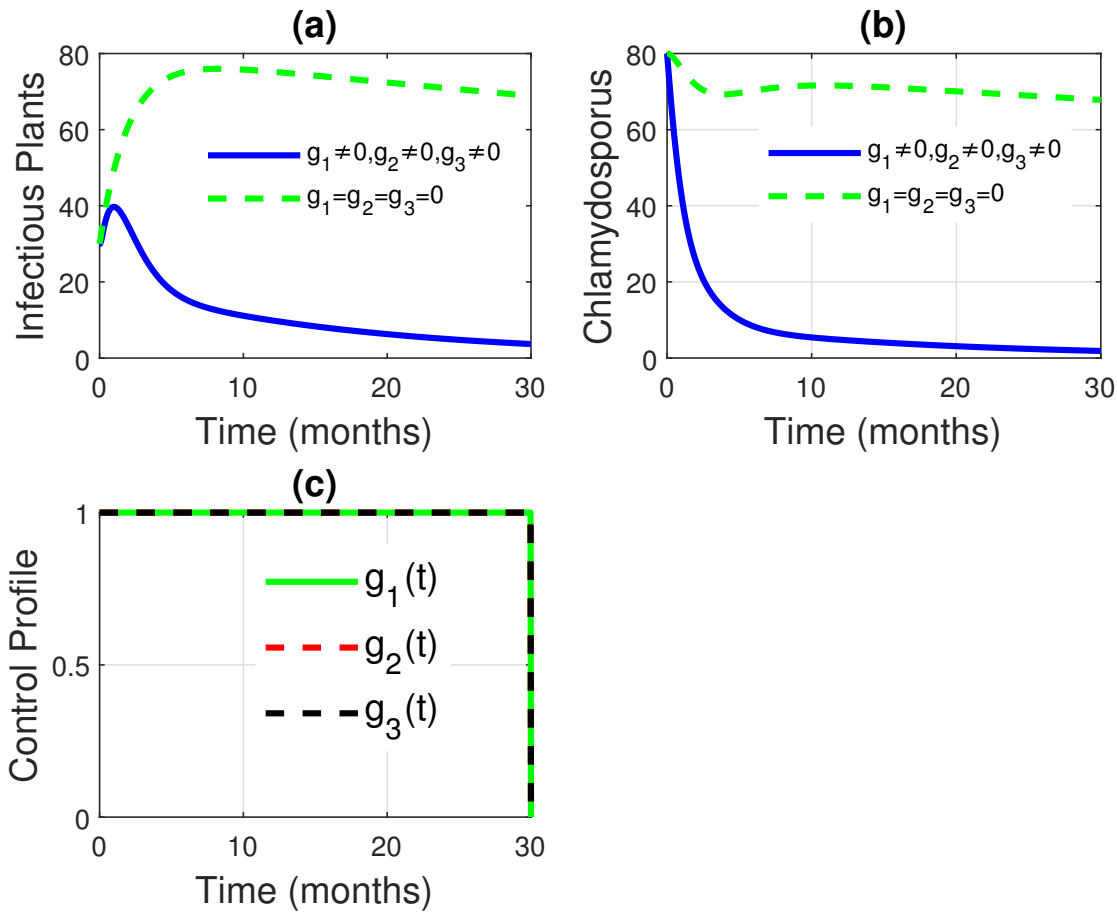 (a)
Infectious Plants
80
60
40
20
0
g₁≠0,g₂≠0,g₃≠0
g₁=g₂=g₃=0
0 10 20 30
Time (months)
(b)
Chlamydosporus
80
60
40
20
0
g₁≠0,g₂≠0,g₃≠0
g₁=g₂=g₃=0
0 10 20 30
Time (months)
(c)
Control Profile
1
0.5
0
g₁(t)
g₂(t)
g₃(t)
0 10 20 30
Time (months)